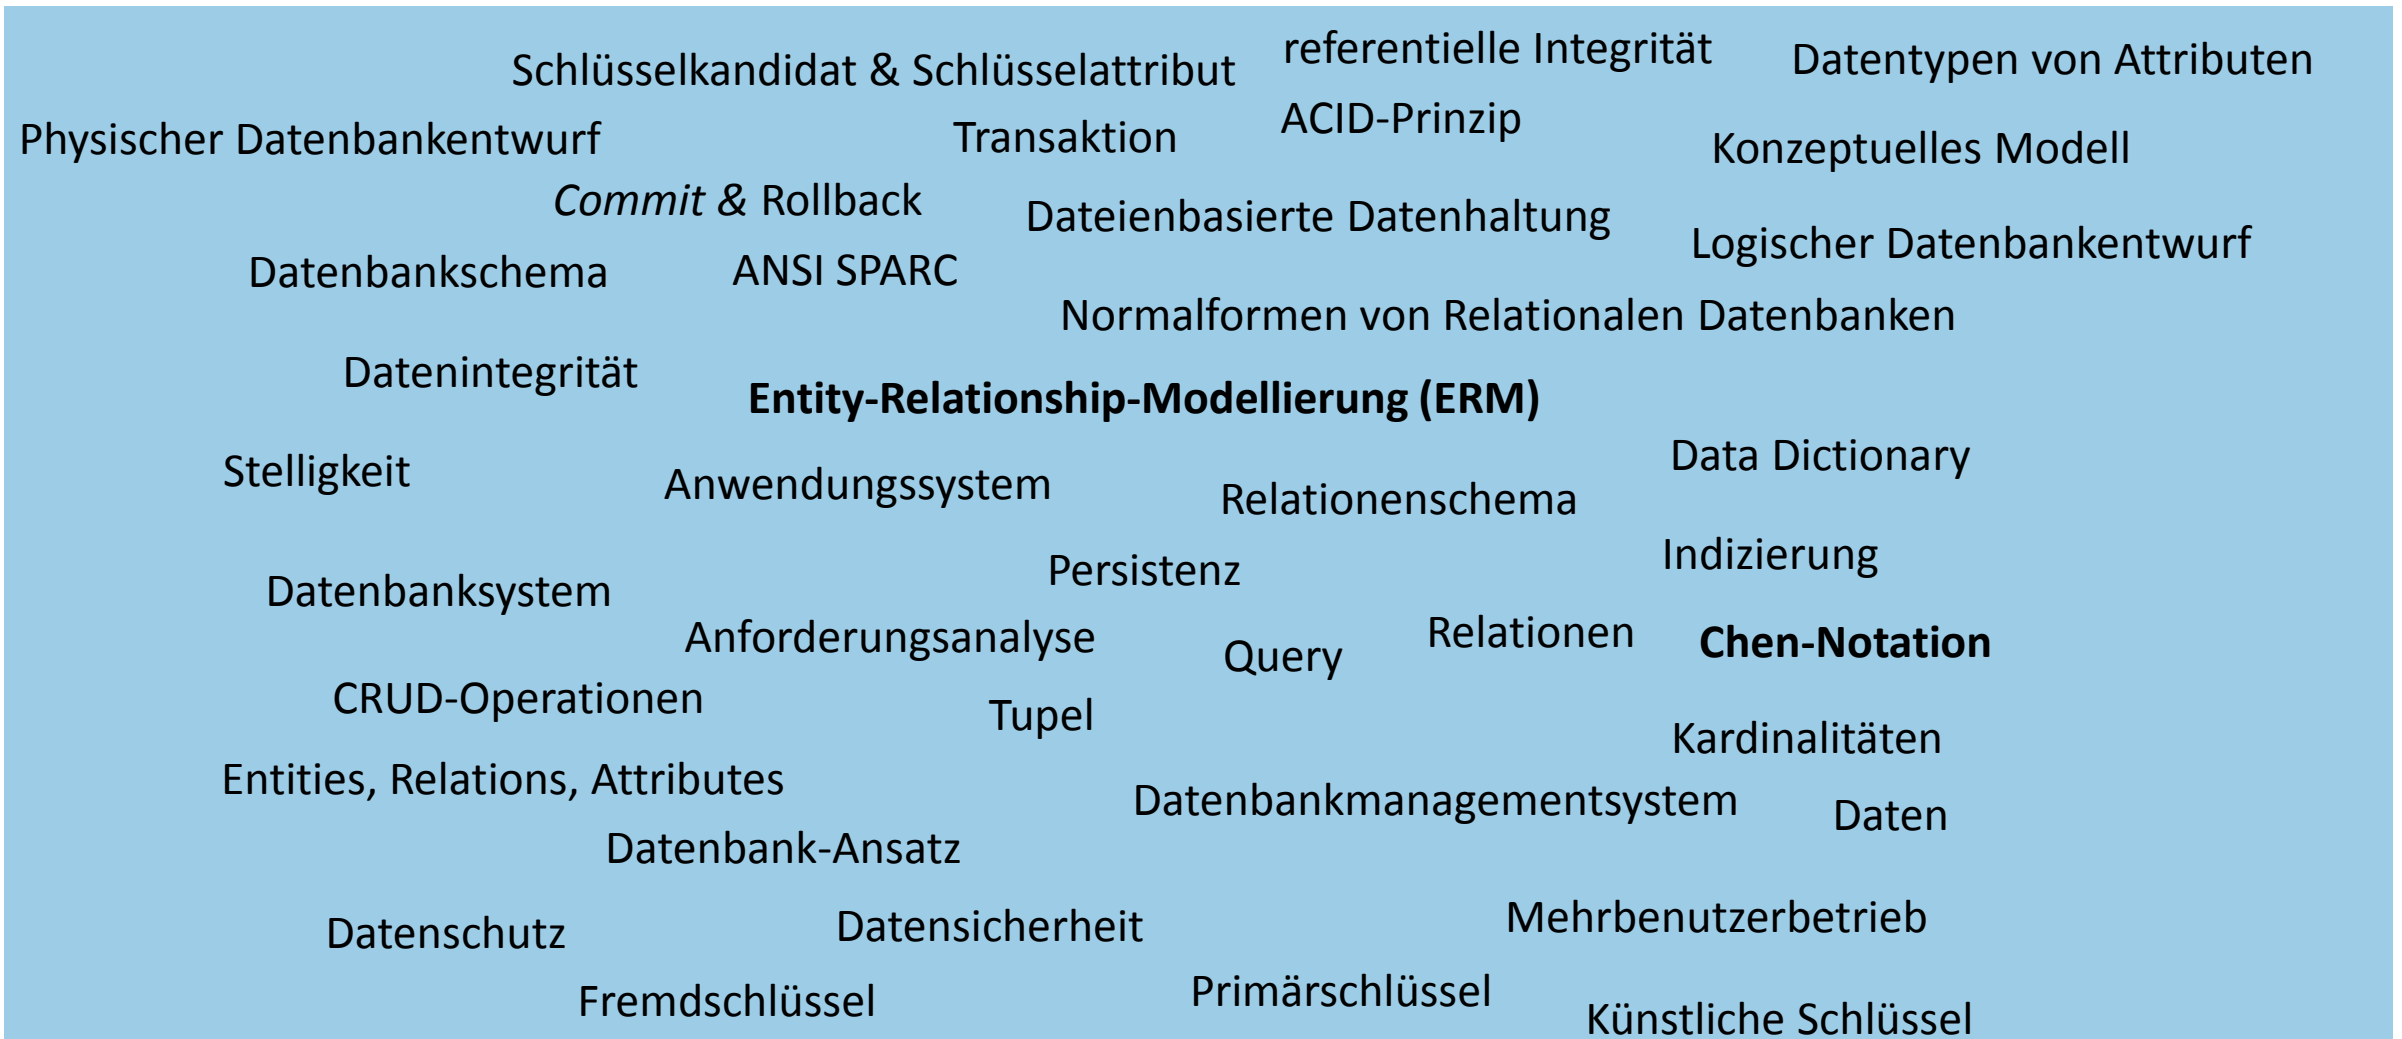 referentielle Integrität
Schlüsselkandidat & Schlüsselattribut
Datentypen von Attributen
ACID-Prinzip
Physischer Datenbankentwurf
Transaktion
Konzeptuelles Modell
Commit & Rollback
Dateienbasierte Datenhaltung
Logischer Datenbankentwurf
Datenbankschema
ANSI SPARC
Normalformen von Relationalen Datenbanken
Datenintegrität
Entity-Relationship-Modellierung (ERM)
Data Dictionary
Stelligkeit
Anwendungssystem
Relationenschema
Indizierung
Persistenz
Datenbanksystem
Anforderungsanalyse
Query
Relationen
Chen-Notation
CRUD-Operationen
Tupel
Kardinalitäten
Entities, Relations, Attributes
Datenbankmanagementsystem
Daten
Datenbank-Ansatz
Datenschutz
Datensicherheit
Mehrbenutzerbetrieb
Fremdschlüssel
Primärschlüssel
Künstliche Schlüssel